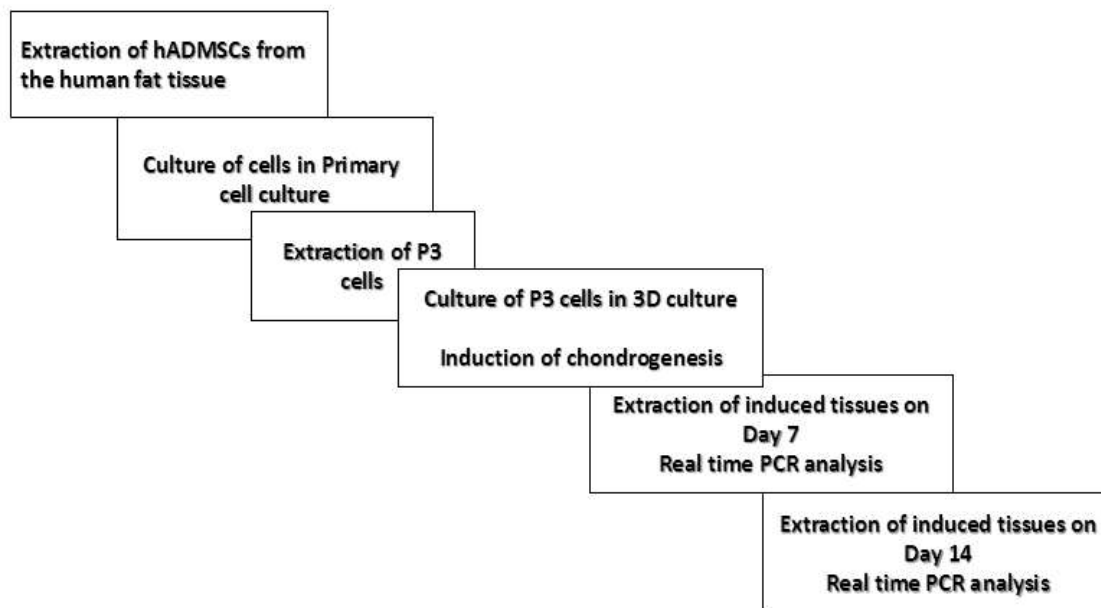 Extraction of hADMSCs from
the human fat tissue
Culture of cells in Primary
cell culture
Extraction of P3
cells
Culture of P3 cells in 3D culture
Induction of chondrogenesis
Extraction of induced tissues on
Day 7
Real time PCR analysis
Extraction of induced tissues on
Day 14
Real time PCR analysis